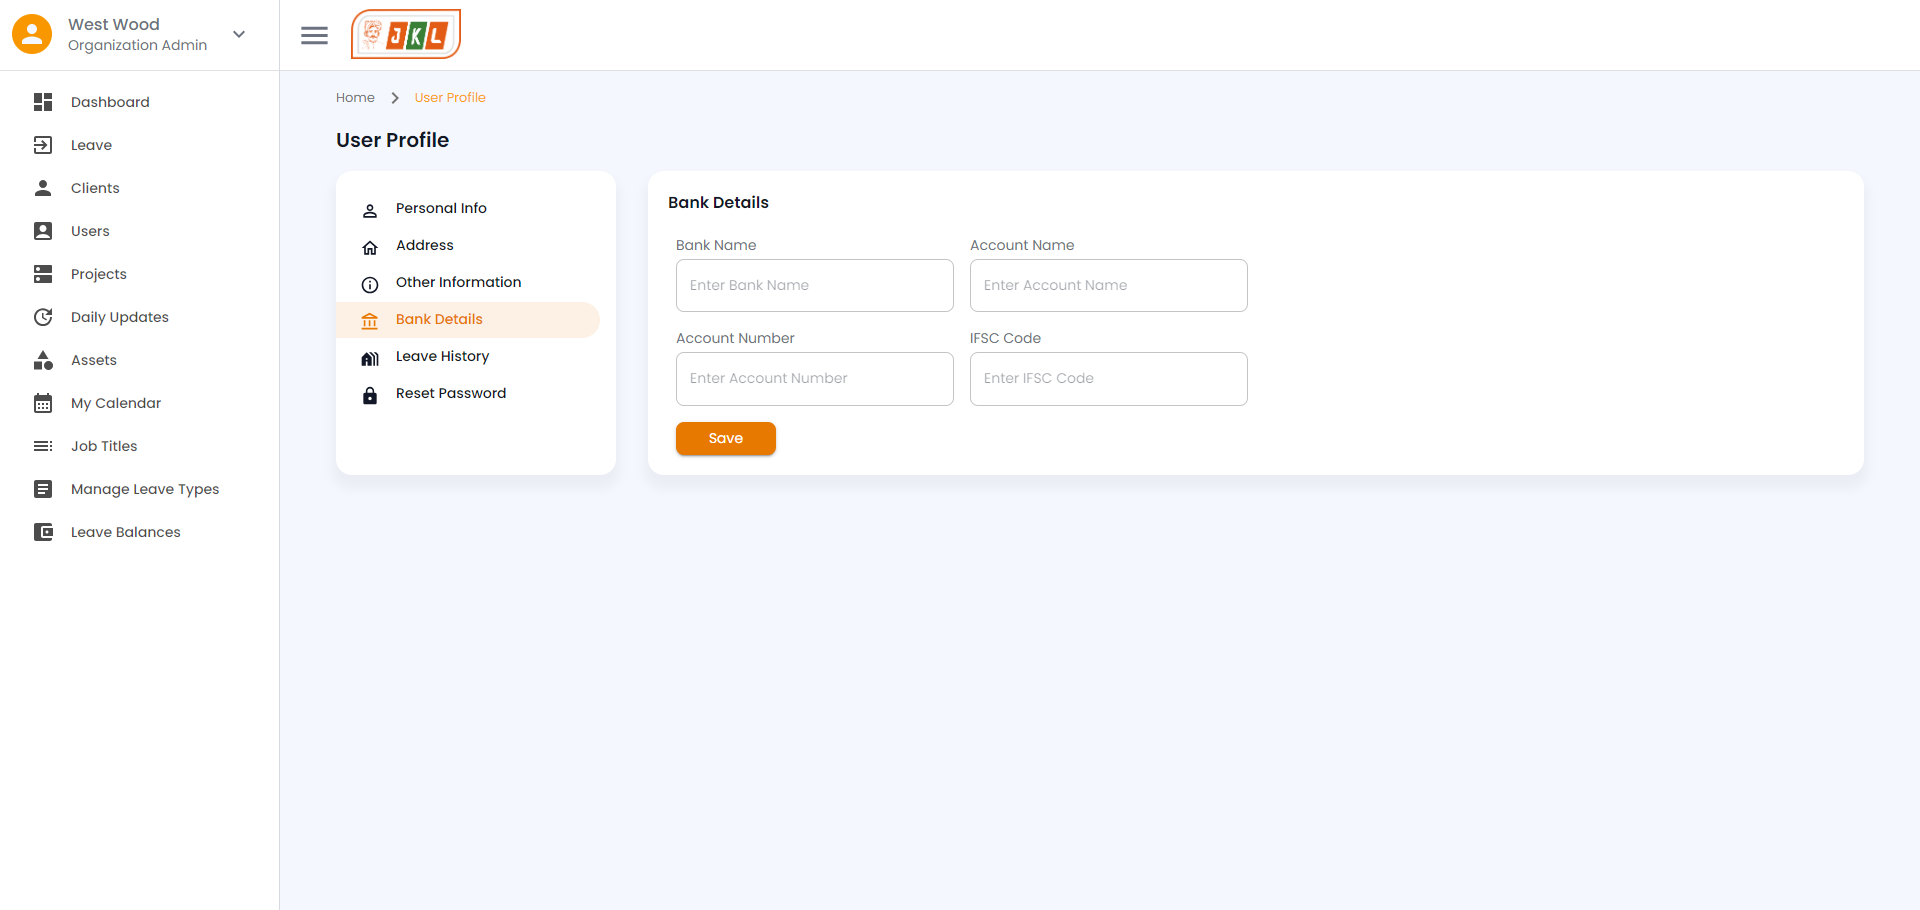 West Wood
Organization Admin
JKL
Dashboard
Leave
Clients
Users
Projects
Daily Updates
Assets
My Calendar
Job Titles
Manage Leave Types
Leave Balances
Home
User Profile
User Profile
Personal Info
Address
Other Information
Bank Details
Leave History
Reset Password
Bank Details
Bank Name
Account Name
Enter Bank Name
Enter Account Name
Account Number
IFSC Code
Enter Account Number
Enter IFSC Code
Save